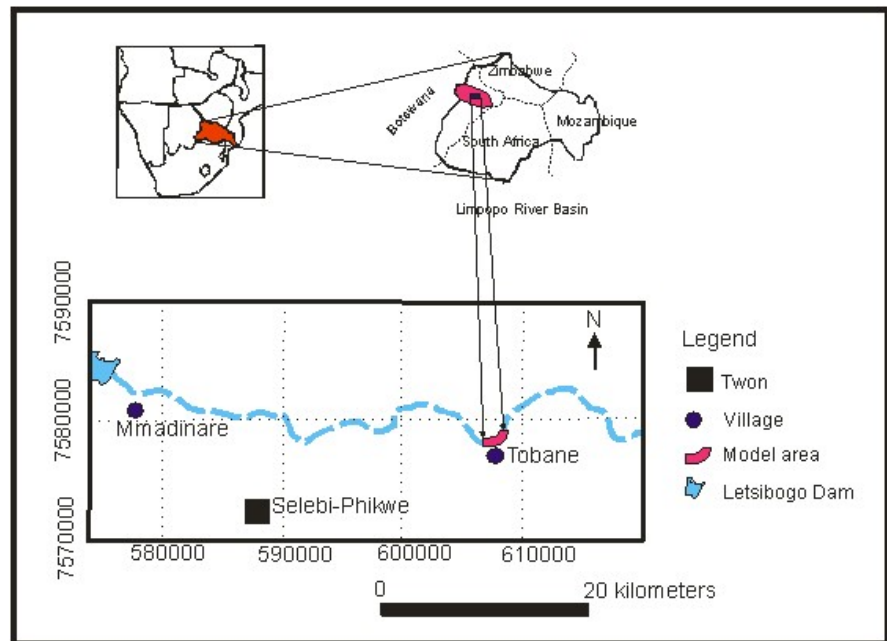 Zimbabwe
Botswana
Mozambique
South Africa
Limpopo River Basin
7590000
7580000
7570000
N
Mimadinare
Tobane
Selebi-Phikwe
580000
590000
600000
610000
0
20 kilometers
Legend
Twon
Village
Model area
Letsibogo Dam